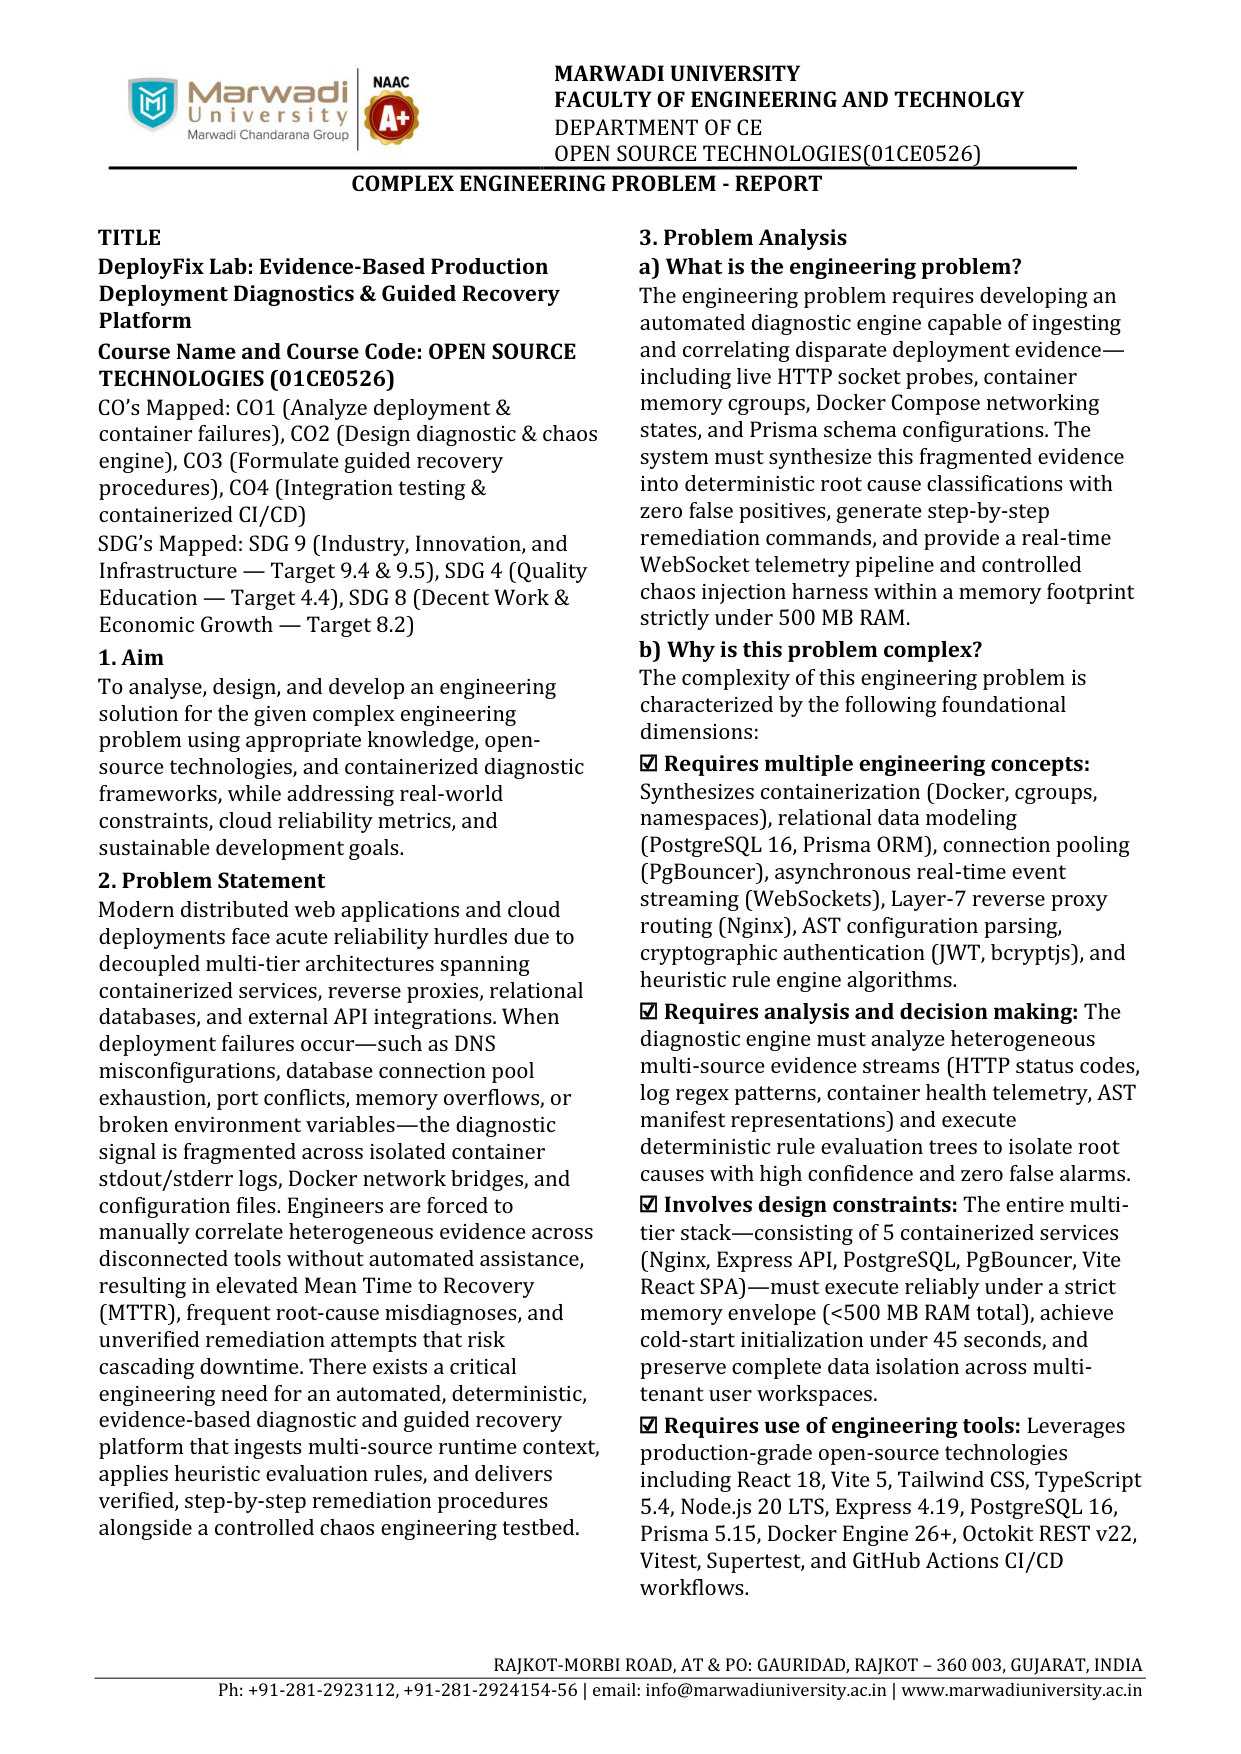 Marwadi
University
Marwadi Chandarana Group
NAAC
A+
MARWADI UNIVERSITY
FACULTY OF ENGINEERING AND TECHNOLGY
DEPARTMENT OF CE
OPEN SOURCE TECHNOLOGIES(01CE0526)
COMPLEX ENGINEERING PROBLEM - REPORT
TITLE
DeployFix Lab: Evidence-Based Production
Deployment Diagnostics & Guided Recovery
Platform
Course Name and Course Code: OPEN SOURCE
TECHNOLOGIES (01CE0526)
CO’s Mapped: CO1 (Analyze deployment &
container failures), CO2 (Design diagnostic & chaos
engine), CO3 (Formulate guided recovery
procedures), CO4 (Integration testing &
containerized CI/CD)
SDG’s Mapped: SDG 9 (Industry, Innovation, and
Infrastructure — Target 9.4 & 9.5), SDG 4 (Quality
Education — Target 4.4), SDG 8 (Decent Work &
Economic Growth — Target 8.2)
1. Aim
To analyse, design, and develop an engineering
solution for the given complex engineering
problem using appropriate knowledge, open-
source technologies, and containerized diagnostic
frameworks, while addressing real-world
constraints, cloud reliability metrics, and
sustainable development goals.
2. Problem Statement
Modern distributed web applications and cloud
deployments face acute reliability hurdles due to
decoupled multi-tier architectures spanning
containerized services, reverse proxies, relational
databases, and external API integrations. When
deployment failures occur—such as DNS
misconfigurations, database connection pool
exhaustion, port conflicts, memory overflows, or
broken environment variables—the diagnostic
signal is fragmented across isolated container
stdout/stderr logs, Docker network bridges, and
configuration files. Engineers are forced to
manually correlate heterogeneous evidence across
disconnected tools without automated assistance,
resulting in elevated Mean Time to Recovery
(MTTR), frequent root-cause misdiagnoses, and
unverified remediation attempts that risk
cascading downtime. There exists a critical
engineering need for an automated, deterministic,
evidence-based diagnostic and guided recovery
platform that ingests multi-source runtime context,
applies heuristic evaluation rules, and delivers
verified, step-by-step remediation procedures
alongside a controlled chaos engineering testbed.
3. Problem Analysis
a) What is the engineering problem?
The engineering problem requires developing an
automated diagnostic engine capable of ingesting
and correlating disparate deployment evidence—
including live HTTP socket probes, container
memory cgroups, Docker Compose networking
states, and Prisma schema configurations. The
system must synthesize this fragmented evidence
into deterministic root cause classifications with
zero false positives, generate step-by-step
remediation commands, and provide a real-time
WebSocket telemetry pipeline and controlled
chaos injection harness within a memory footprint
strictly under 500 MB RAM.
b) Why is this problem complex?
The complexity of this engineering problem is
characterized by the following foundational
dimensions:
☑ Requires multiple engineering concepts:
Synthesizes containerization (Docker, cgroups,
namespaces), relational data modeling
(PostgreSQL 16, Prisma ORM), connection pooling
(PgBouncer), asynchronous real-time event
streaming (WebSockets), Layer-7 reverse proxy
routing (Nginx), AST configuration parsing,
cryptographic authentication (JWT, bcryptjs), and
heuristic rule engine algorithms.
☑ Requires analysis and decision making: The
diagnostic engine must analyze heterogeneous
multi-source evidence streams (HTTP status codes,
log regex patterns, container health telemetry, AST
manifest representations) and execute
deterministic rule evaluation trees to isolate root
causes with high confidence and zero false alarms.
☑ Involves design constraints: The entire multi-
tier stack—consisting of 5 containerized services
(Nginx, Express API, PostgreSQL, PgBouncer, Vite
React SPA)—must execute reliably under a strict
memory envelope (<500 MB RAM total), achieve
cold-start initialization under 45 seconds, and
preserve complete data isolation across multi-
tenant user workspaces.
☑ Requires use of engineering tools: Leverages
production-grade open-source technologies
including React 18, Vite 5, Tailwind CSS, TypeScript
5.4, Node.js 20 LTS, Express 4.19, PostgreSQL 16,
Prisma 5.15, Docker Engine 26+, Octokit REST v22,
Vitest, Supertest, and GitHub Actions CI/CD
workflows.
RAJKOT-MORBI ROAD, AT & PO: GAURIDAD, RAJKOT – 360 003, GUJARAT, INDIA
Ph: +91-281-2923112, +91-281-2924154-56 | email: info@marwadiuniversity.ac.in | www.marwadiuniversity.ac.in